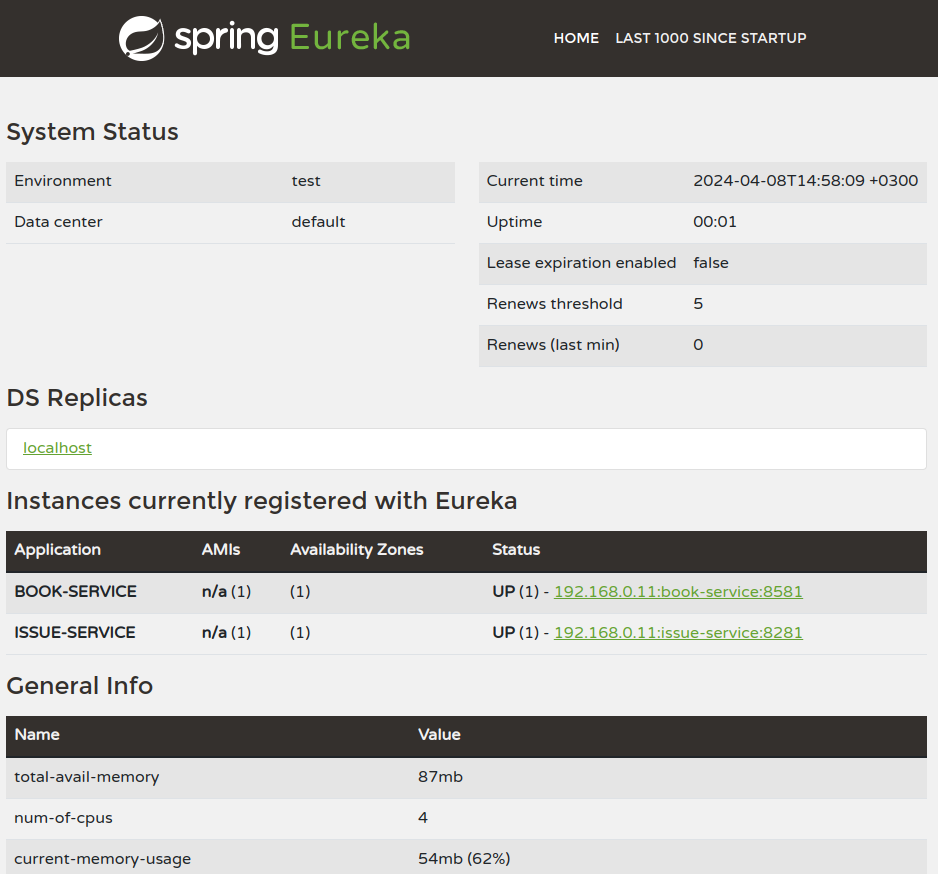 spring Eureka
HOME LAST 1000 SINCE STARTUP
System Status
Environment test
Data center default
Current time 2024-04-08T14:58:09 +0300
Uptime 00:01
Lease expiration enabled false
Renews threshold 5
Renews (last min) 0
DS Replicas
localhost
Instances currently registered with Eureka
Application AMIs Availability Zones Status
BOOK-SERVICE n/a (1) (1) UP (1) - 192.168.0.11:book-service:8581
ISSUE-SERVICE n/a (1) (1) UP (1) - 192.168.0.11:issue-service:8281
General Info
Name Value
total-avail-memory 87mb
num-of-cpus 4
current-memory-usage 54mb (62%)